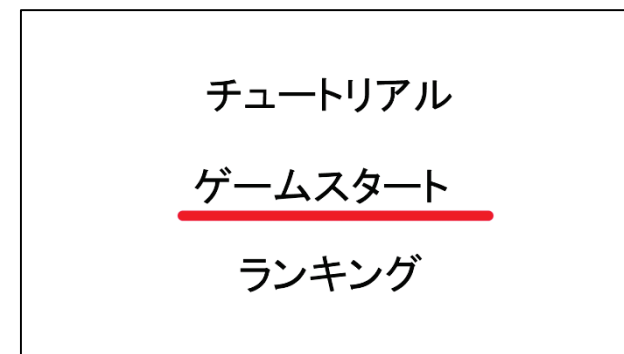 チュートリアル
ゲームスタート
ランキング